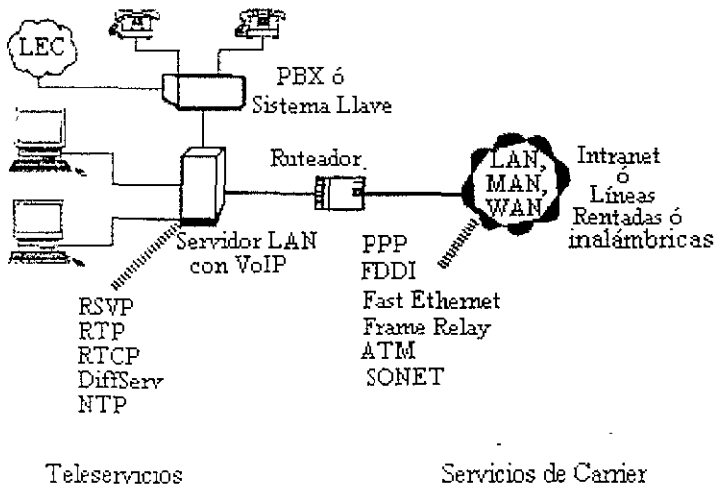 LEC
PBX ó
Sistema Llave
Ruteador
LAN,
MAN,
WAN,
Intranet
ó
Líneas
Rentadas ó
inalámbricas
Servidor LAN
con VoIP
RSVP
RTP
RTCP
DiffServ
NTP
PPP
FDDI
Fast Ethernet
Frame Relay
ATM
SONET
Teleservicios
Servicios de Carrier